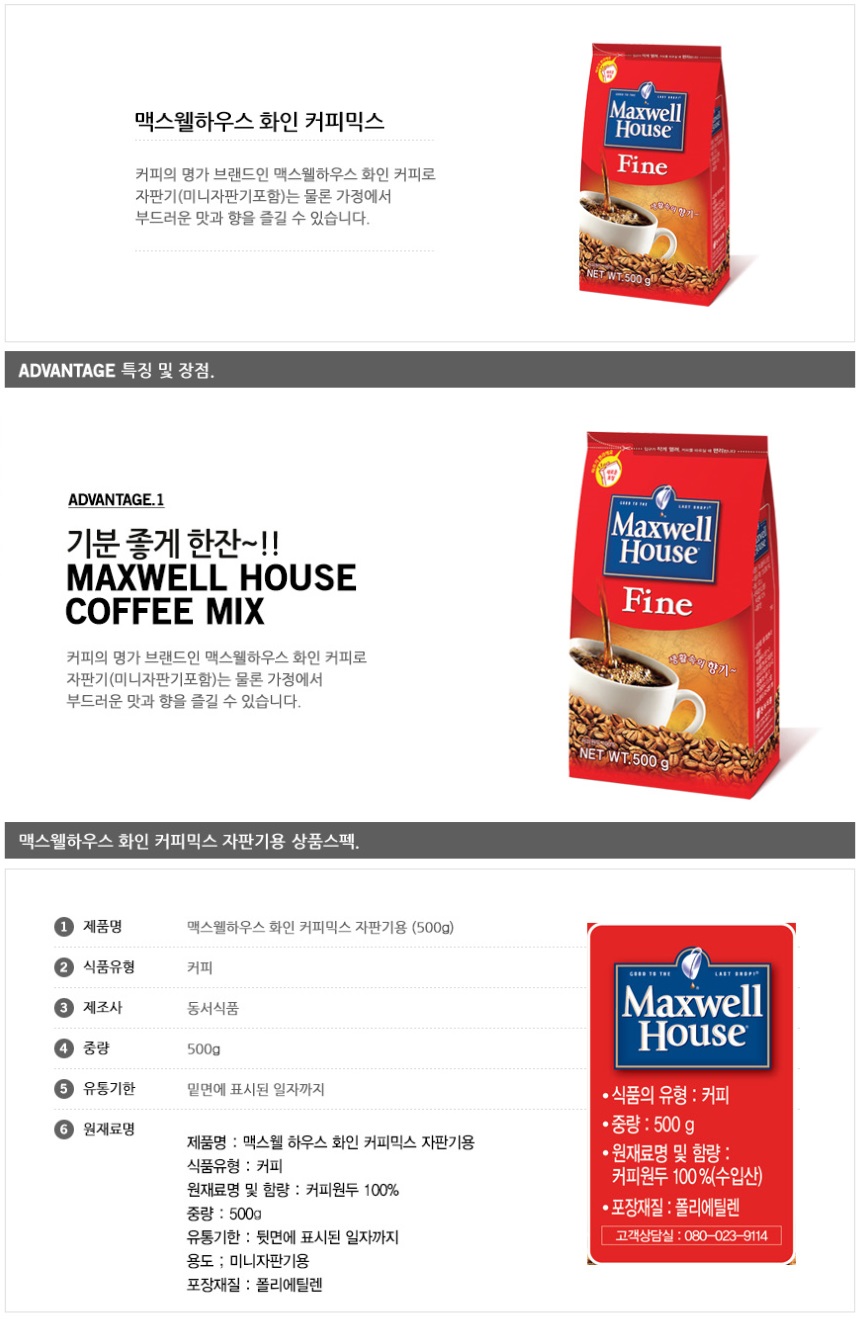 맥스웰하우스 화인 커피믹스
커피의 명가 브랜드인 맥스웰하우스 화인 커피로
자판기(미니자판기포함)는 물론 가정에서
부드러운 맛과 향을 즐길 수 있습니다.
GOOD TO THE LAST DROP!
Maxwell
House
Fine
생활속의 향기~
NET WT.500 g
ADVANTAGE 특징 및 장점.
ADVANTAGE.1
기분 좋게 한잔~!!
MAXWELL HOUSE
COFFEE MIX
커피의 명가 브랜드인 맥스웰하우스 화인 커피로
자판기(미니자판기포함)는 물론 가정에서
부드러운 맛과 향을 즐길 수 있습니다.
GOOD TO THE LAST DROP!
Maxwell
House
Fine
생활속의 향기~
NET WT.500 g
맥스웰하우스 화인 커피믹스 자판기용 상품스펙.
1 제품명 맥스웰하우스 화인 커피믹스 자판기용 (500g)
2 식품유형 커피
3 제조사 동서식품
4 중량 500g
5 유통기한 밑면에 표시된 일자까지
6 원재료명
제품명 : 맥스웰 하우스 화인 커피믹스 자판기용
식품유형 : 커피
원재료명 및 함량 : 커피원두 100%
중량 : 500g
유통기한 : 뒷면에 표시된 일자까지
용도 ; 미니자판기용
포장재질 : 폴리에틸렌
GOOD TO THE LAST DROP!®
Maxwell
House
• 식품의 유형 : 커피
• 중량 : 500 g
• 원재료명 및 함량 :
커피원두 100%(수입산)
• 포장재질 : 폴리에틸렌
고객상담실 : 080-023-9114